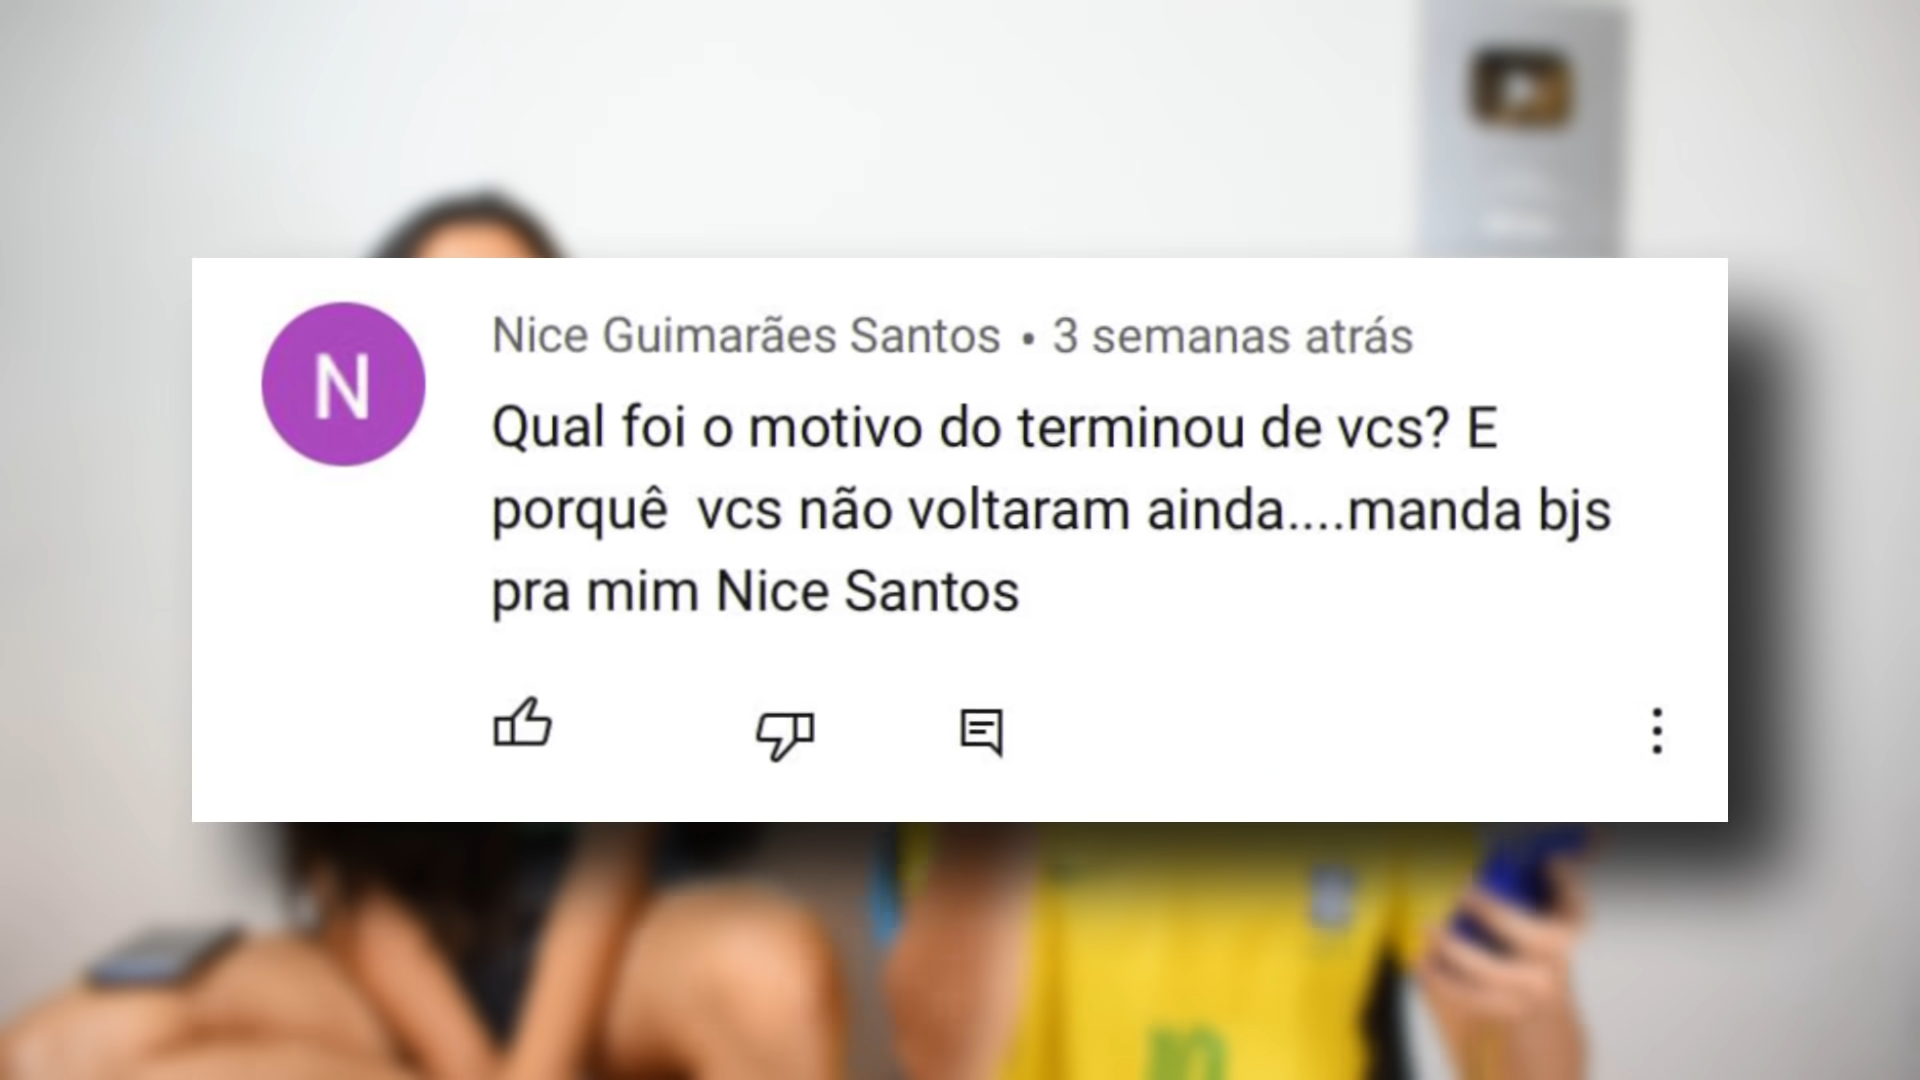 N
Nice Guimarães Santos • 3 semanas atrás
Qual foi o motivo do terminou de vcs? E
porquê  vcs não voltaram ainda....manda bjs
pra mim Nice Santos
10